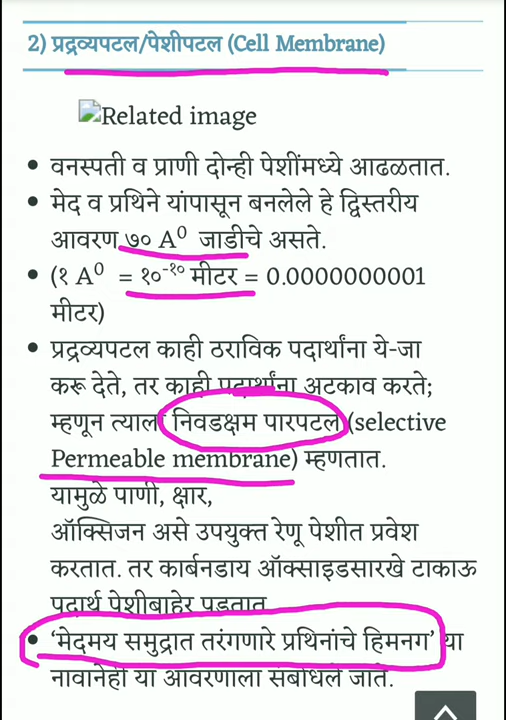 2) प्रद्रव्यपटल/पेशीपटल (Cell Membrane)
Related image
• वनस्पती व प्राणी दोन्ही पेशींमध्ये आढळतात.
• मेद व प्रथिने यांपासून बनलेले हे द्विस्तरीय
आवरण ७० A⁰ जाडीचे असते.
• (१ A⁰ = १०⁻¹⁰ मीटर = 0.0000000001
मीटर)
• प्रद्रव्यपटल काही ठराविक पदार्थांना ये-जा
करू देते, तर काही पदार्थांना अटकाव करते;
म्हणून त्याला निवडक्षम पारपटल (selective
Permeable membrane) म्हणतात.
यामुळे पाणी, क्षार,
ऑक्सिजन असे उपयुक्त रेणू पेशीत प्रवेश
करतात. तर कार्बनडाय ऑक्साइडसारखे टाकाऊ
पदार्थ पेशीबाहेर पडतात
• ‘मेदमय समुद्रात तरंगणारे प्रथिनांचे हिमनग’ या
नावानेही या आवरणाला संबोधले जाते.